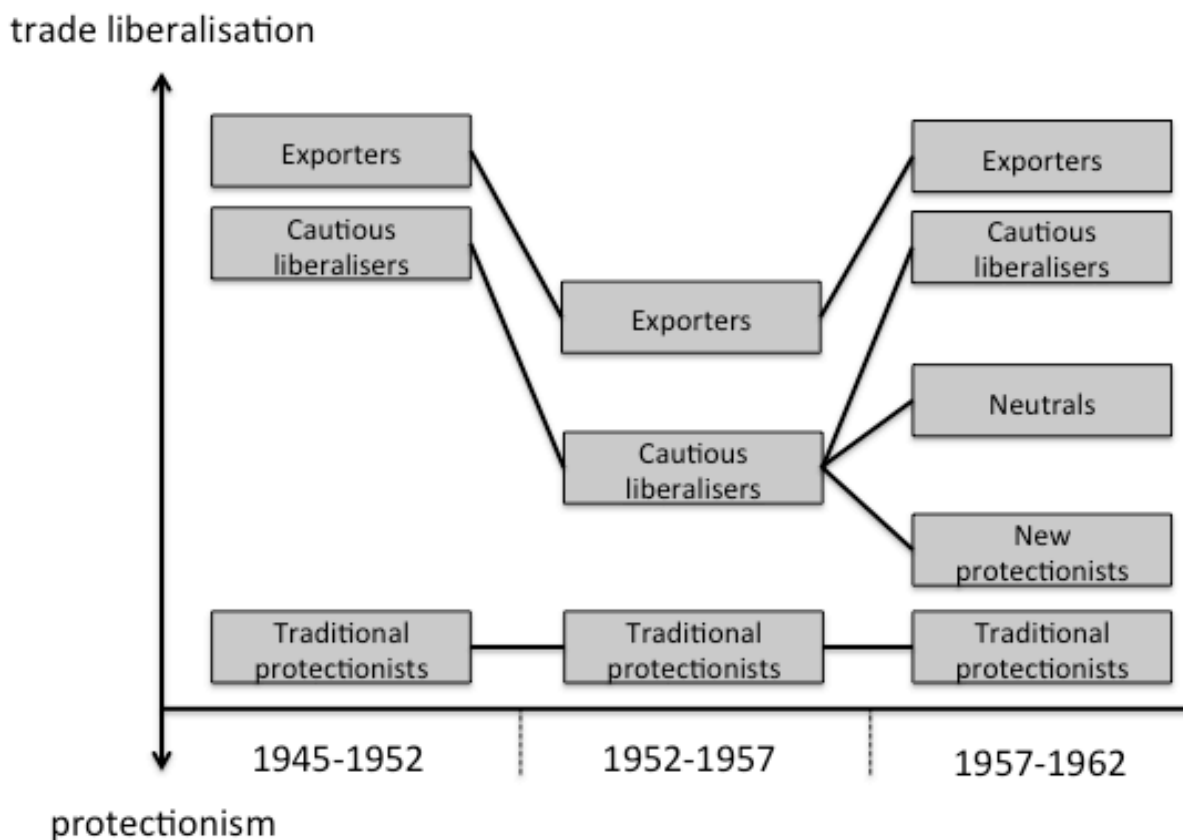 trade liberalisation
Exporters
Cautious
liberalisers
Traditional
protectionists
Exporters
Cautious
liberalisers
Traditional
protectionists
Exporters
Cautious
liberalisers
Neutrals
New
protectionists
Traditional
protectionists
1945-1952
1952-1957
1957-1962
protectionism